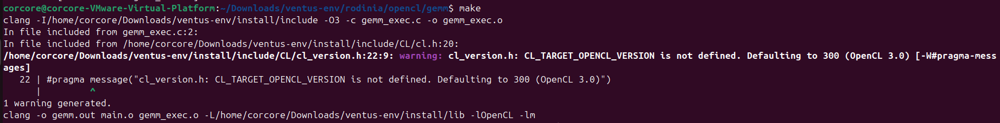 corcore@corcore-VMware-Virtual-Platform:~/Downloads/ventus-env/rodinia/opencl/gemm$ make
clang -I/home/corcore/Downloads/ventus-env/install/include -O3 -c gemm_exec.c -o gemm_exec.o
In file included from gemm_exec.c:2:
In file included from /home/corcore/Downloads/ventus-env/install/include/CL/cl.h:20:
/home/corcore/Downloads/ventus-env/install/include/CL/cl_version.h:22:9: warning: cl_version.h: CL_TARGET_OPENCL_VERSION is not defined. Defaulting to 300 (OpenCL 3.0) [-W#pragma-mess
ages]
   22 | #pragma message("cl_version.h: CL_TARGET_OPENCL_VERSION is not defined. Defaulting to 300 (OpenCL 3.0)")
      |         ^
1 warning generated.
clang -o gemm.out main.o gemm_exec.o -L/home/corcore/Downloads/ventus-env/install/lib -lOpenCL -lm